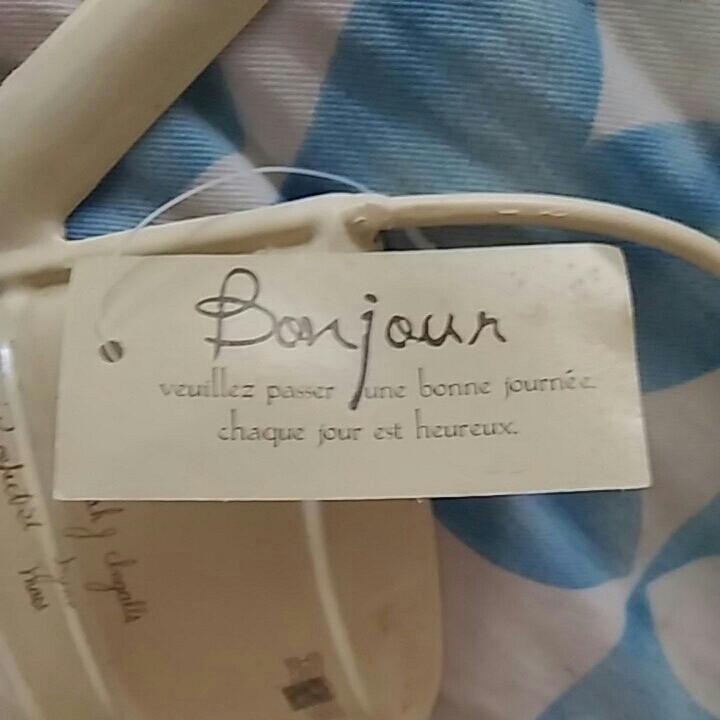 Bonjour
veuillez passer une bonne journée.
chaque jour est heureux.